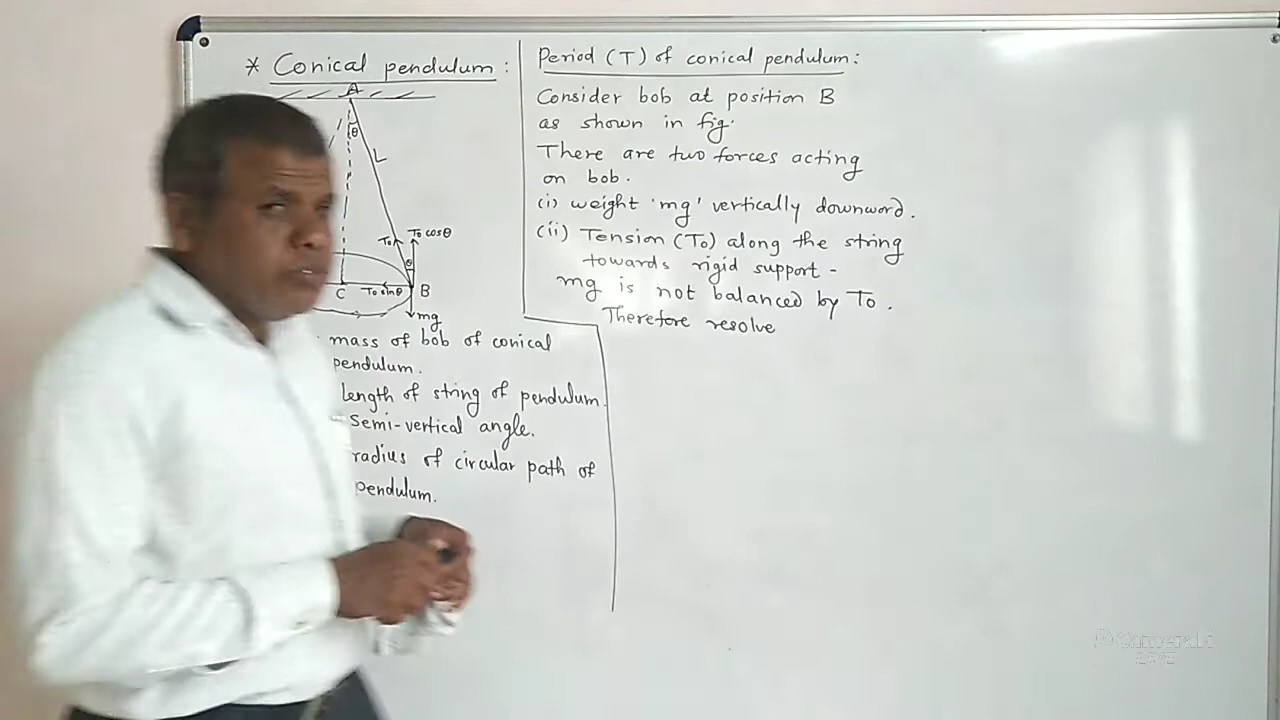 * Conical pendulum :
A
θ
L
To
To cosθ
θ
C
To sinθ
B
mg
mass of bob of conical
pendulum.
length of string of pendulum.
Semi-vertical angle.
radius of circular path of
pendulum.
Period (T) of conical pendulum :
Consider bob at position B
as shown in fig.
There are two forces acting
on bob.
(i) weight 'mg' vertically downward.
(ii) Tension (To) along the string
towards rigid support -
mg is not balanced by To.
Therefore resolve